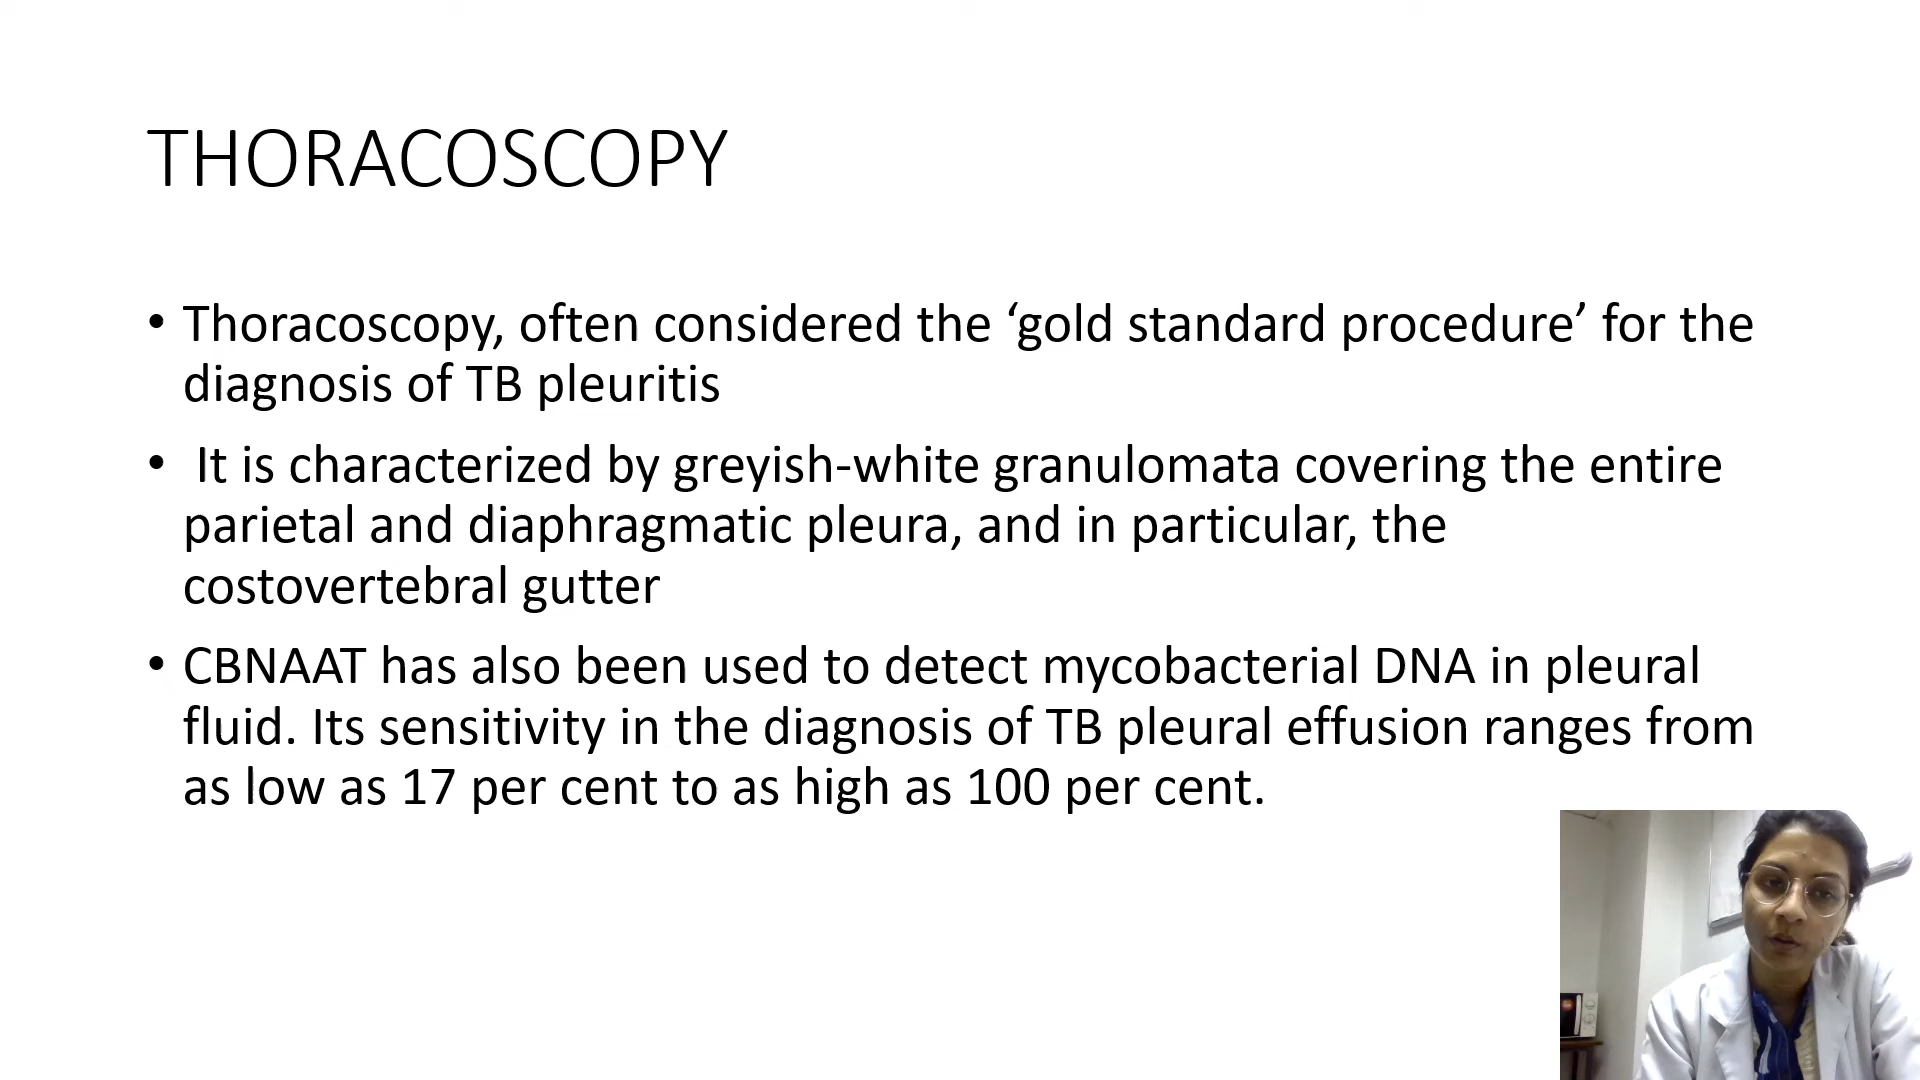 THORACOSCOPY
• Thoracoscopy, often considered the ‘gold standard procedure’ for the
diagnosis of TB pleuritis
• It is characterized by greyish-white granulomata covering the entire
parietal and diaphragmatic pleura, and in particular, the
costovertebral gutter
• CBNAAT has also been used to detect mycobacterial DNA in pleural
fluid. Its sensitivity in the diagnosis of TB pleural effusion ranges from
as low as 17 per cent to as high as 100 per cent.